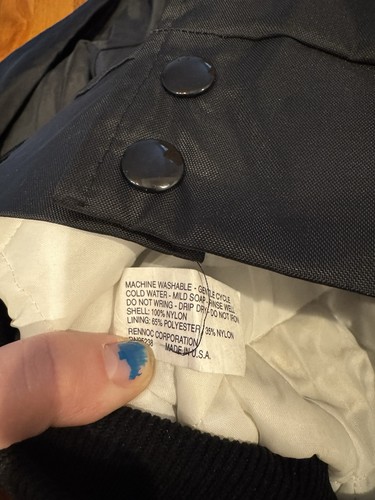 MACHINE WASHABLE - GENTLE CYCLE
COLD WATER - MILD SOAP - RINSE WELL
DO NOT WRING - DRIP DRY - DO NOT IRON
SHELL: 100% NYLON
LINING: 65% POLYESTER, 35% NYLON
RENNOC CORPORATION
MADE IN U.S.A.